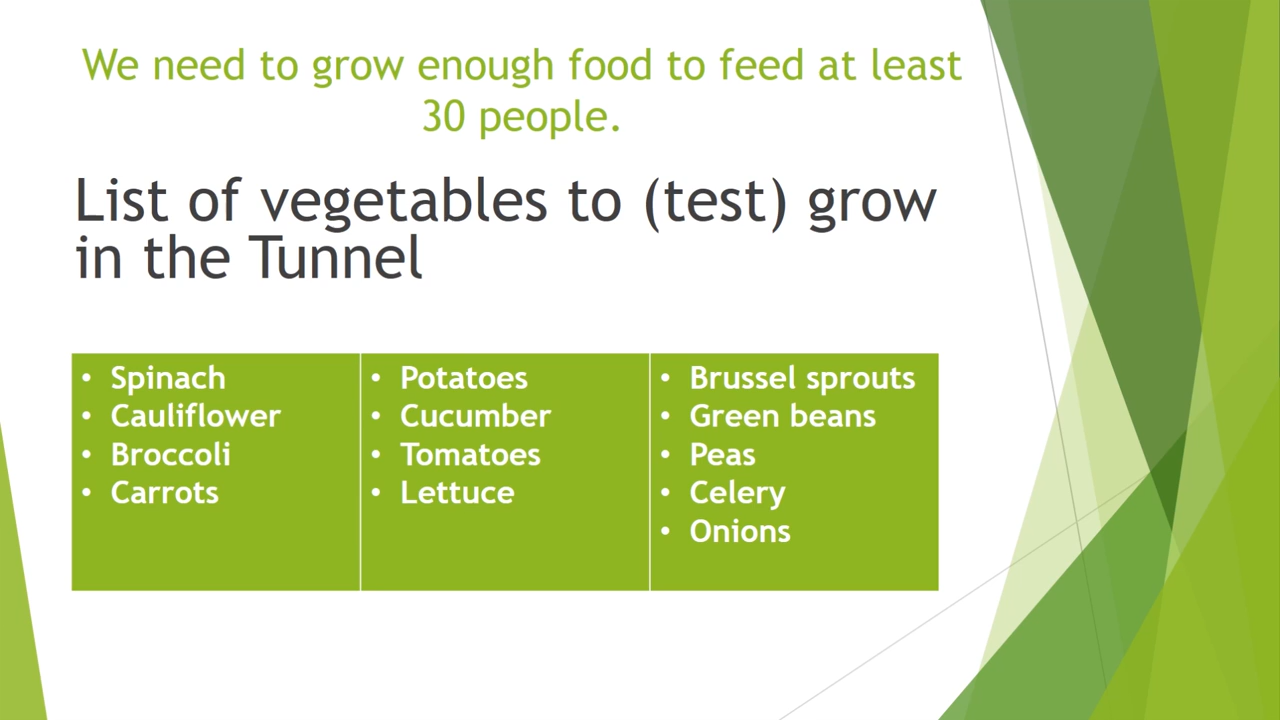 We need to grow enough food to feed at least
30 people.
List of vegetables to (test) grow
in the Tunnel
• Spinach
• Cauliflower
• Broccoli
• Carrots
• Potatoes
• Cucumber
• Tomatoes
• Lettuce
• Brussel sprouts
• Green beans
• Peas
• Celery
• Onions